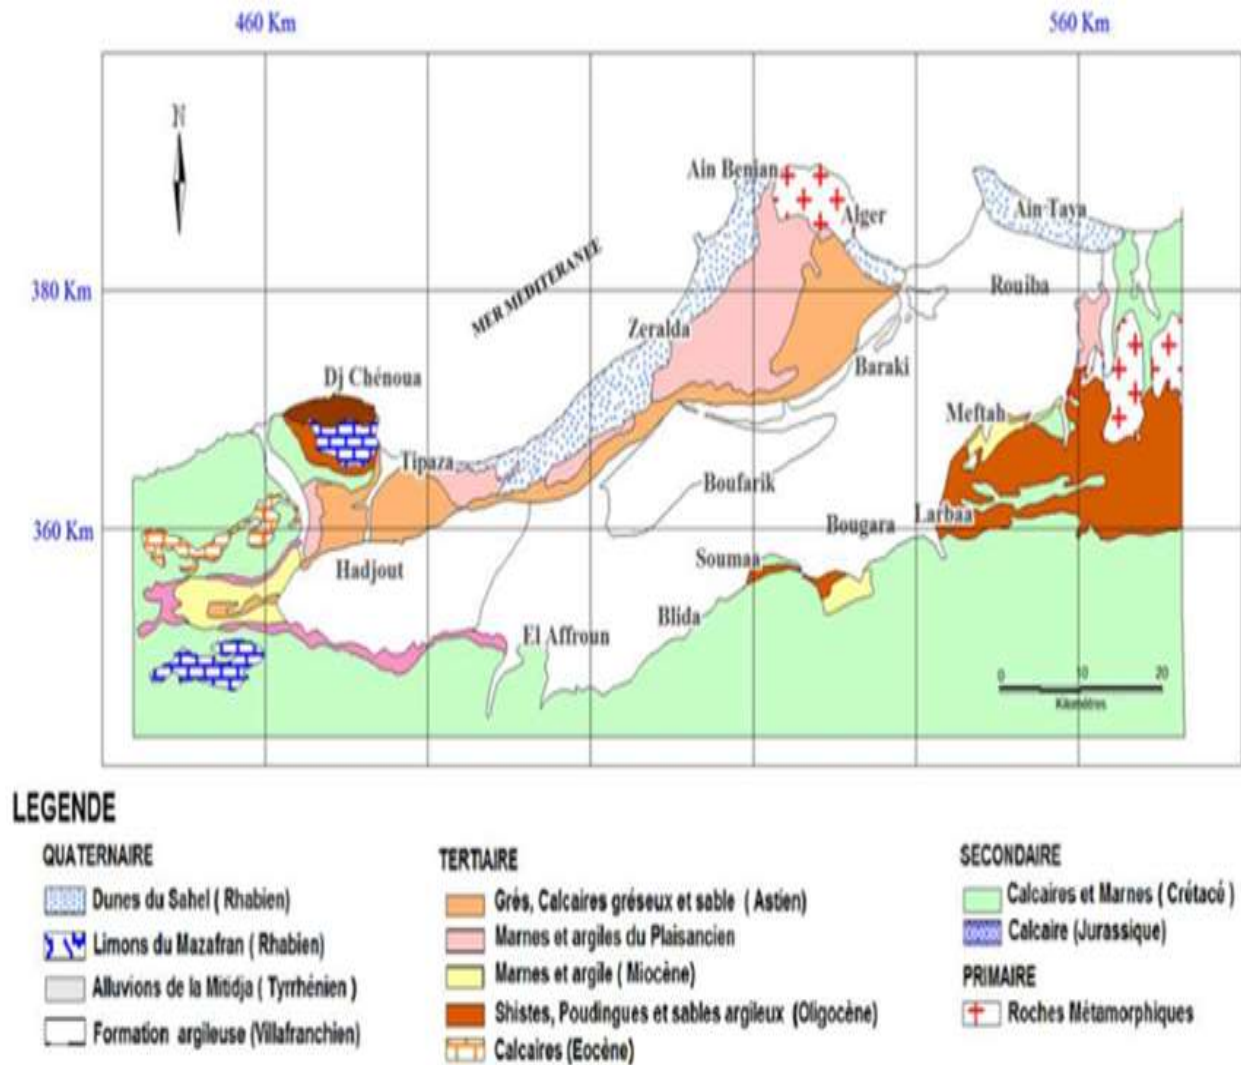 460 Km
560 Km
N
Ain Benian
Alger
Ain Taya
MER MEDITERANEE
380 Km
Rouiba
Zeralda
Baraki
Dj Chénoua
Meftah
Tipaza
Boufarik
Larbaa
Bougara
360 Km
Soumaa
Hadjout
Blida
El Affroun
0 10 20
Kilomètres
LEGENDE
QUATERNAIRE
Dunes du Sahel ( Rhabien)
Limons du Mazafran ( Rhabien)
Alluvions de la Mitidja ( Tyrrhénien )
Formation argileuse (Villafranchien)
TERTIAIRE
Grés, Calcaires gréseux et sable ( Astien)
Marnes et argiles du Plaisancien
Marnes et argile ( Miocène)
Shistes, Poudingues et sables argileux (Oligocène)
Calcaires (Eocène)
SECONDAIRE
Calcaires et Marnes ( Crétacé )
Calcaire (Jurassique)
PRIMAIRE
Roches Métamorphiques